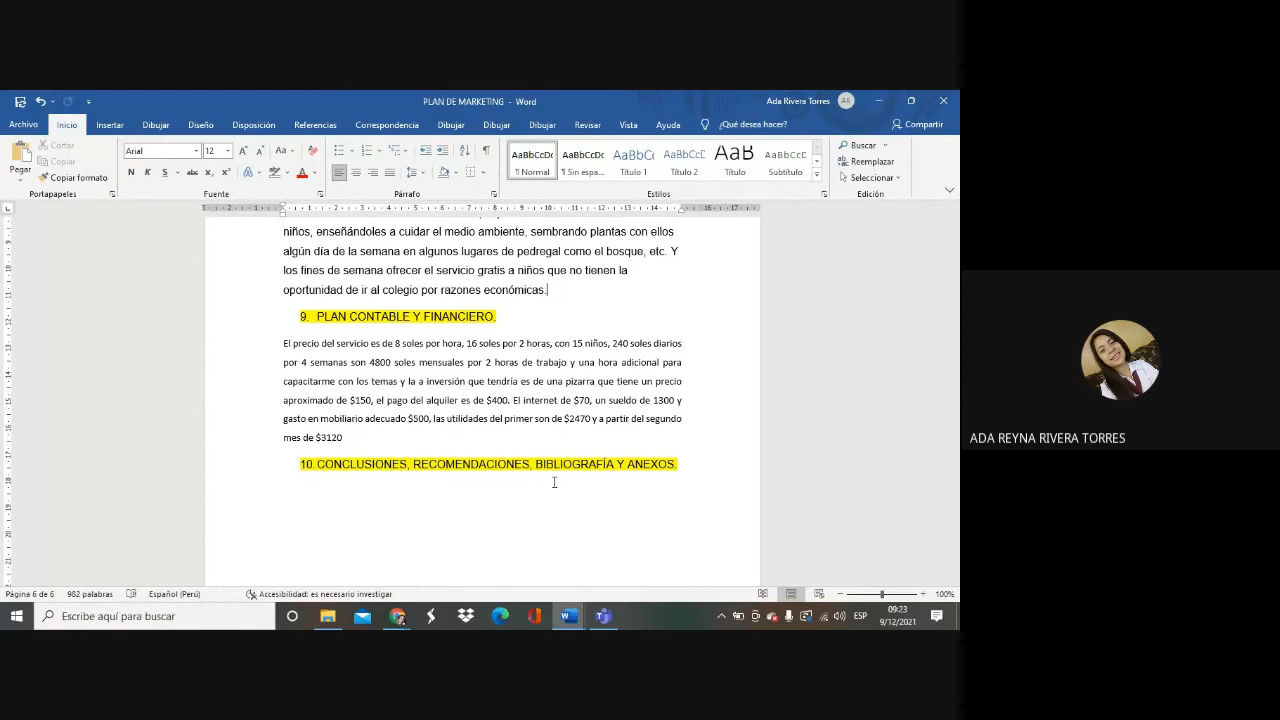 PLAN DE MARKETING - Word
Ada Rivera Torres
AR
Archivo Inicio Insertar Dibujar Diseño Disposición Referencias Correspondencia Dibujar Dibujar Dibujar Revisar Vista Ayuda ¿Qué desea hacer? Compartir
Pegar
Cortar
Copiar
Copiar formato
Portapapeles
Arial 12
N K S
Fuente
Párrafo
AaBbCcDc AaBbCcDc AaBbCc AaBbCcD AaB AaBbCcD
¶ Normal ¶ Sin espa... Título 1 Título 2 Título Subtítulo
Estilos
Buscar
Reemplazar
Seleccionar
Edición
niños, enseñándoles a cuidar el medio ambiente, sembrando plantas con ellos
algún día de la semana en algunos lugares de pedregal como el bosque, etc. Y
los fines de semana ofrecer el servicio gratis a niños que no tienen la
oportunidad de ir al colegio por razones económicas.
9. PLAN CONTABLE Y FINANCIERO.
El precio del servicio es de 8 soles por hora, 16 soles por 2 horas, con 15 niños, 240 soles diarios
por 4 semanas son 4800 soles mensuales por 2 horas de trabajo y una hora adicional para
capacitarme con los temas y la a inversión que tendría es de una pizarra que tiene un precio
aproximado de $150, el pago del alquiler es de $400. El internet de $70, un sueldo de 1300 y
gasto en mobiliario adecuado $500, las utilidades del primer son de $2470 y a partir del segundo
mes de $3120
10. CONCLUSIONES, RECOMENDACIONES, BIBLIOGRAFÍA Y ANEXOS.
Página 6 de 6 982 palabras Español (Perú) Accesibilidad: es necesario investigar 100%
Escribe aquí para buscar
ESP
09:23
9/12/2021
ADA REYNA RIVERA TORRES